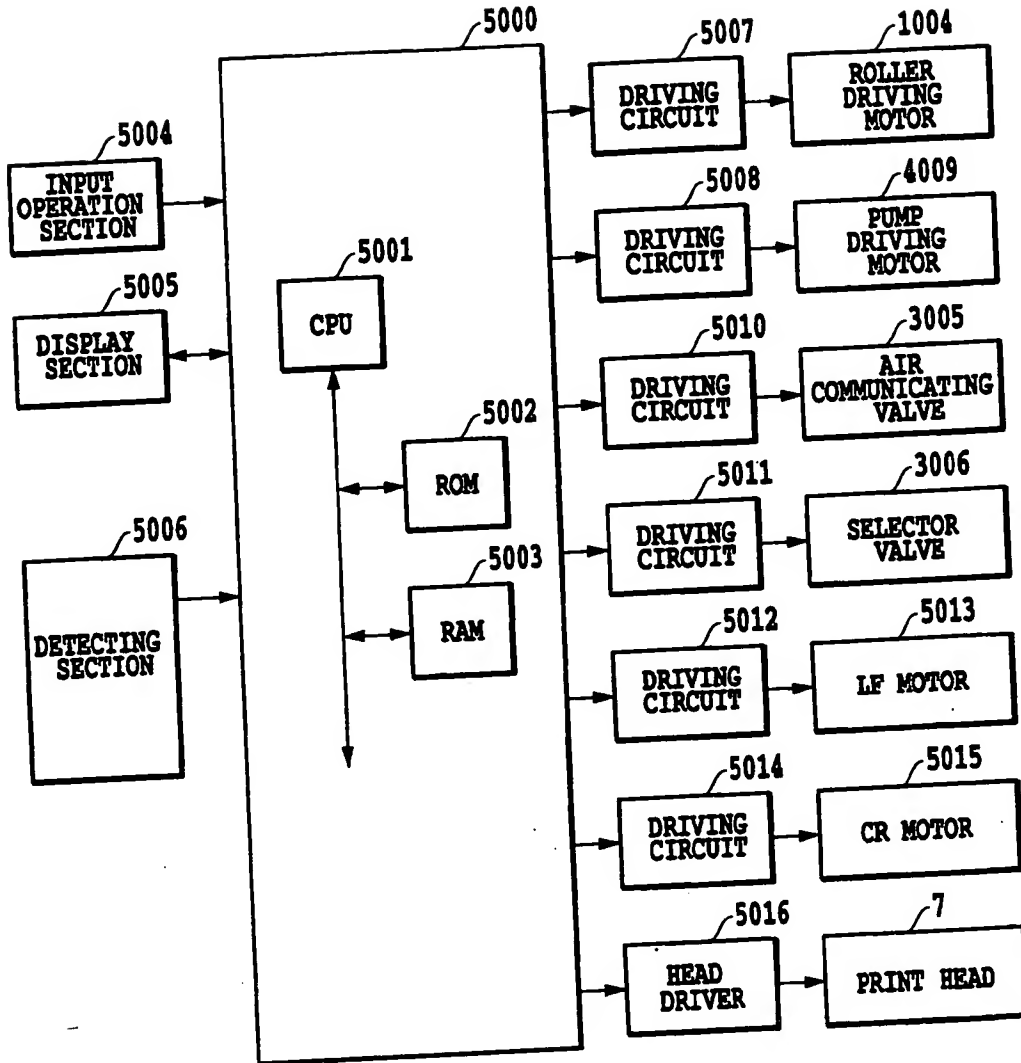 5000
5007
1004
DRIVING
CIRCUIT
ROLLER
DRIVING
MOTOR
5004
INPUT
OPERATION
SECTION
5008
4009
DRIVING
CIRCUIT
PUMP
DRIVING
MOTOR
5001
CPU
5005
DISPLAY
SECTION
5010
3005
DRIVING
CIRCUIT
AIR
COMMUNICATING
VALVE
5002
ROM
5011
3006
DRIVING
CIRCUIT
SELECTOR
VALVE
5006
DETECTING
SECTION
5003
RAM
5012
5013
DRIVING
CIRCUIT
LF MOTOR
5014
5015
DRIVING
CIRCUIT
CR MOTOR
5016
7
HEAD
DRIVER
PRINT HEAD